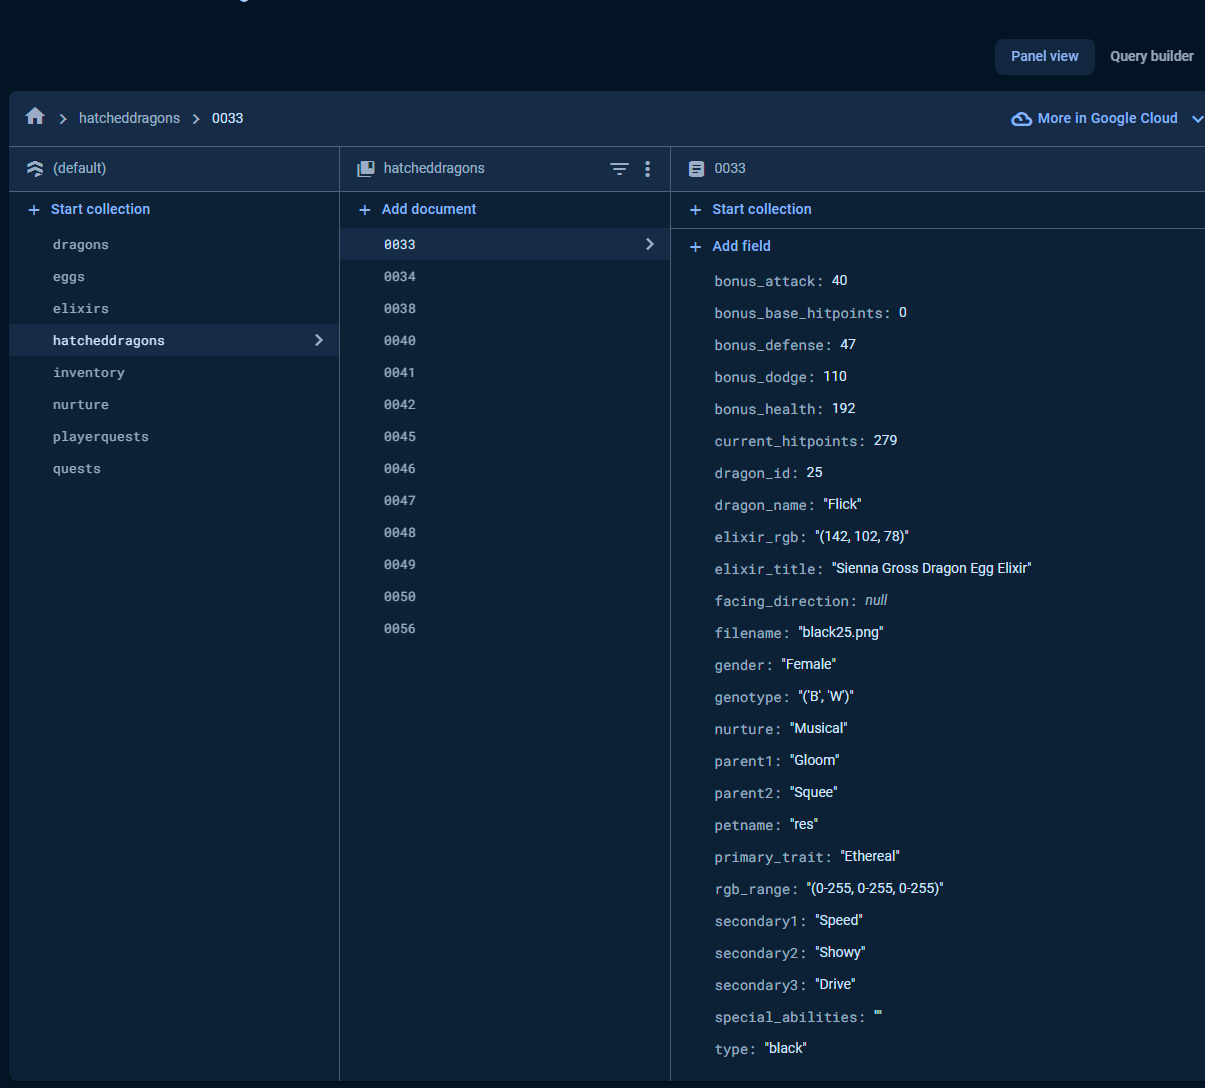 Panel view
Query builder
hatcheddragons
0033
More in Google Cloud
(default)
Start collection
dragons
eggs
elixirs
hatcheddragons
inventory
nurture
playerquests
quests
hatcheddragons
Add document
0033
0034
0038
0040
0041
0042
0045
0046
0047
0048
0049
0050
0056
0033
Start collection
Add field
bonus_attack: 40
bonus_base_hitpoints: 0
bonus_defense: 47
bonus_dodge: 110
bonus_health: 192
current_hitpoints: 279
dragon_id: 25
dragon_name: "Flick"
elixir_rgb: "(142, 102, 78)"
elixir_title: "Sienna Gross Dragon Egg Elixir"
facing_direction: null
filename: "black25.png"
gender: "Female"
genotype: "('B', 'W')"
nurture: "Musical"
parent1: "Gloom"
parent2: "Squee"
petname: "res"
primary_trait: "Ethereal"
rgb_range: "(0-255, 0-255, 0-255)"
secondary1: "Speed"
secondary2: "Showy"
secondary3: "Drive"
special_abilities: ""
type: "black"